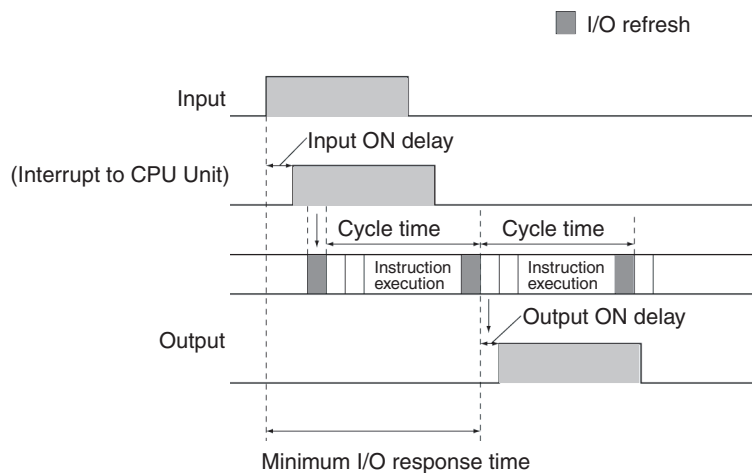 I/O refresh
Input
Input ON delay
(Interrupt to CPU Unit)
Cycle time
Cycle time
Instruction
execution
Instruction
execution
Output ON delay
Output
Minimum I/O response time